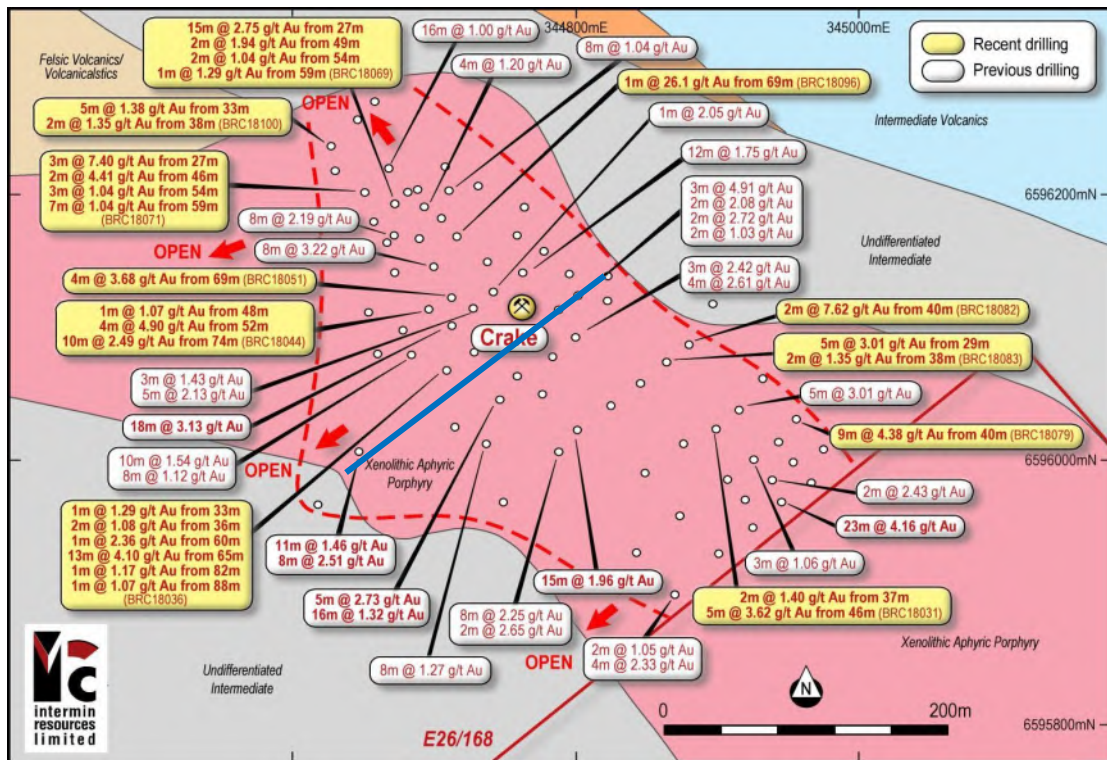 344800mE
345000mE
15m @ 2.75 g/t Au from 27m
2m @ 1.94 g/t Au from 49m
2m @ 1.04 g/t Au from 54m
1m @ 1.29 g/t Au from 59m (BRC18069)
16m @ 1.00 g/t Au
8m @ 1.04 g/t Au
4m @ 1.20 g/t Au
Recent drilling
Previous drilling
Felsic Volcanics/
Volcanicalstics
1m @ 26.1 g/t Au from 69m (BRC18096)
5m @ 1.38 g/t Au from 33m
2m @ 1.35 g/t Au from 38m (BRC18100)
OPEN
1m @ 2.05 g/t Au
Intermediate Volcanics
12m @ 1.75 g/t Au
3m @ 7.40 g/t Au from 27m
2m @ 4.41 g/t Au from 46m
3m @ 1.04 g/t Au from 54m
7m @ 1.04 g/t Au from 59m
(BRC18071)
3m @ 4.91 g/t Au
2m @ 2.08 g/t Au
2m @ 2.72 g/t Au
2m @ 1.03 g/t Au
6596200mN
8m @ 2.19 g/t Au
OPEN
8m @ 3.22 g/t Au
Undifferentiated
Intermediate
3m @ 2.42 g/t Au
4m @ 2.61 g/t Au
4m @ 3.68 g/t Au from 69m (BRC18051)
1m @ 1.07 g/t Au from 48m
4m @ 4.90 g/t Au from 52m
10m @ 2.49 g/t Au from 74m (BRC18044)
Crake
2m @ 7.62 g/t Au from 40m (BRC18082)
5m @ 3.01 g/t Au from 29m
2m @ 1.35 g/t Au from 38m (BRC18083)
3m @ 1.43 g/t Au
5m @ 2.13 g/t Au
5m @ 3.01 g/t Au
18m @ 3.13 g/t Au
9m @ 4.38 g/t Au from 40m (BRC18079)
10m @ 1.54 g/t Au
8m @ 1.12 g/t Au
OPEN
Xenolithic Aphyric
Porphyry
6596000mN
2m @ 2.43 g/t Au
23m @ 4.16 g/t Au
1m @ 1.29 g/t Au from 33m
2m @ 1.08 g/t Au from 36m
1m @ 2.36 g/t Au from 60m
13m @ 4.10 g/t Au from 65m
1m @ 1.17 g/t Au from 82m
1m @ 1.07 g/t Au from 88m
(BRC18036)
11m @ 1.46 g/t Au
8m @ 2.51 g/t Au
3m @ 1.06 g/t Au
15m @ 1.96 g/t Au
5m @ 2.73 g/t Au
16m @ 1.32 g/t Au
8m @ 2.25 g/t Au
2m @ 2.65 g/t Au
2m @ 1.40 g/t Au from 37m
5m @ 3.62 g/t Au from 46m (BRC18031)
8m @ 1.27 g/t Au
OPEN
2m @ 1.05 g/t Au
4m @ 2.33 g/t Au
Xenolithic Aphyric Porphyry
Undifferentiated
Intermediate
intermin
resources
limited
N
0
200m
E26/168
6595800mN